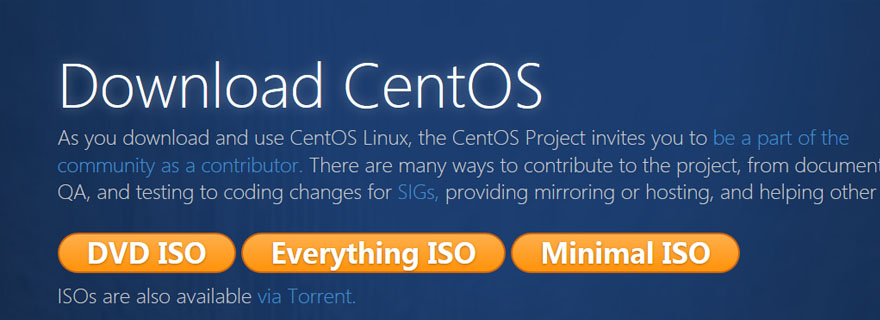 Download CentOS
As you download and use CentOS Linux, the CentOS Project invites you to be a part of the
community as a contributor. There are many ways to contribute to the project, from document
QA, and testing to coding changes for SIGs, providing mirroring or hosting, and helping other
DVD ISO Everything ISO Minimal ISO
ISOs are also available via Torrent.